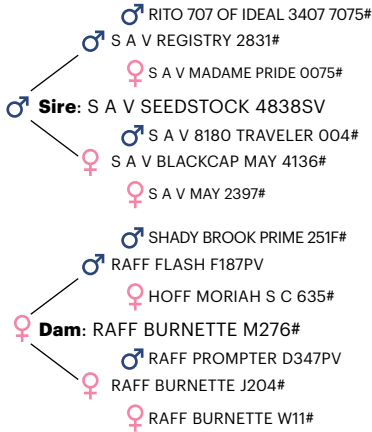 RITO 707 OF IDEAL 3407 7075#
S A V REGISTRY 2831#
S A V MADAME PRIDE 0075#
Sire: S A V SEEDSTOCK 4838SV
S A V 8180 TRAVELER 004#
S A V BLACKCAP MAY 4136#
S A V MAY 2397#
SHADY BROOK PRIME 251F#
RAFF FLASH F187PV
HOFF MORIAH S C 635#
Dam: RAFF BURNETTE M276#
RAFF PROMPTER D347PV
RAFF BURNETTE J204#
RAFF BURNETTE W11#